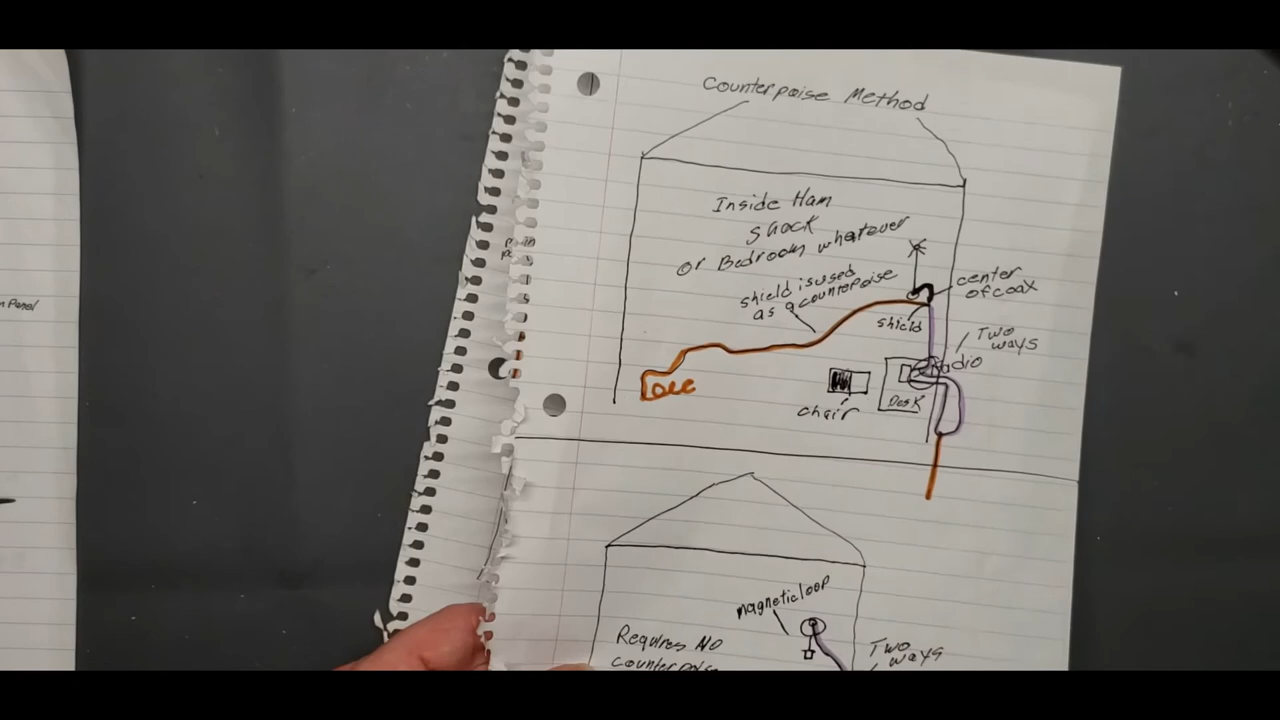 Counterpoise Method
Inside Ham
Shack
or Bedroom whatever
shield is used
as a counterpoise
center
of coax
shield
Two
ways
radio
Desk
chair
n Panel
magnetic loop
Requires No
counterpoise
Two
ways